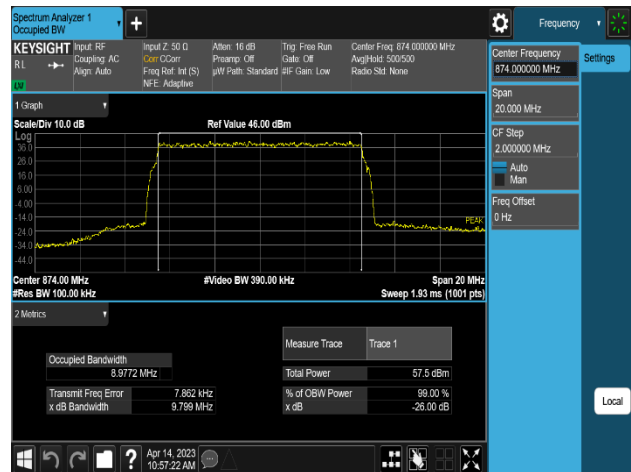 Spectrum Analyzer 1
Occupied BW
Frequency
KEYSIGHT
RL
Input: RF
Coupling: AC
Align: Auto
Input Z: 50 Ω
Corr CCorr
Freq Ref: Int (S)
NFE: Adaptive
Atten: 16 dB
Preamp: Off
µW Path: Standard
Trig: Free Run
Gate: Off
#IF Gain: Low
Center Freq: 874.000000 MHz
Avg|Hold: 500/500
Radio Std: None
Center Frequency
874.000000 MHz
Settings
Span
20.000 MHz
CF Step
2.000000 MHz
Auto
Man
Freq Offset
0 Hz
Local
1 Graph
Scale/Div 10.0 dB
Ref Value 46.00 dBm
Log
36.0
26.0
16.0
6.00
-4.00
-14.0
-24.0
-34.0
-44.0
PEAK
Center 874.00 MHz
#Video BW 390.00 kHz
Span 20 MHz
#Res BW 100.00 kHz
Sweep 1.93 ms (1001 pts)
2 Metrics
Measure Trace
Trace 1
Occupied Bandwidth
8.9772 MHz
Total Power
57.5 dBm
Transmit Freq Error
7.862 kHz
% of OBW Power
99.00 %
x dB Bandwidth
9.799 MHz
x dB
-26.00 dB
?
Apr 14, 2023
10:57:22 AM